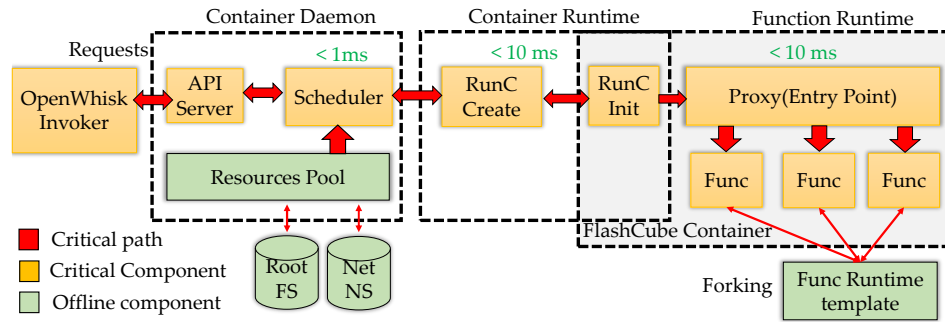 Container Daemon
Container Runtime
Function Runtime
Requests
< 1ms
< 10 ms
< 10 ms
OpenWhisk
Invoker
API
Server
Scheduler
RunC
Create
RunC
Init
Proxy(Entry Point)
Resources Pool
Func
Func
Func
FlashCube Container
Critical path
Critical Component
Offline component
Root
FS
Net
NS
Forking
Func Runtime
template